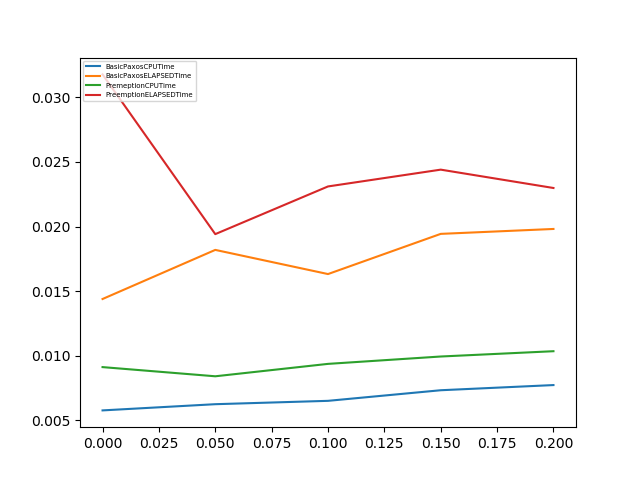 BasicPaxosCPUTime
BasicPaxosELAPSEDTime
PremeptionCPUTime
PreemptionELAPSEDTime
0.030
0.025
0.020
0.015
0.010
0.005
0.000 0.025 0.050 0.075 0.100 0.125 0.150 0.175 0.200